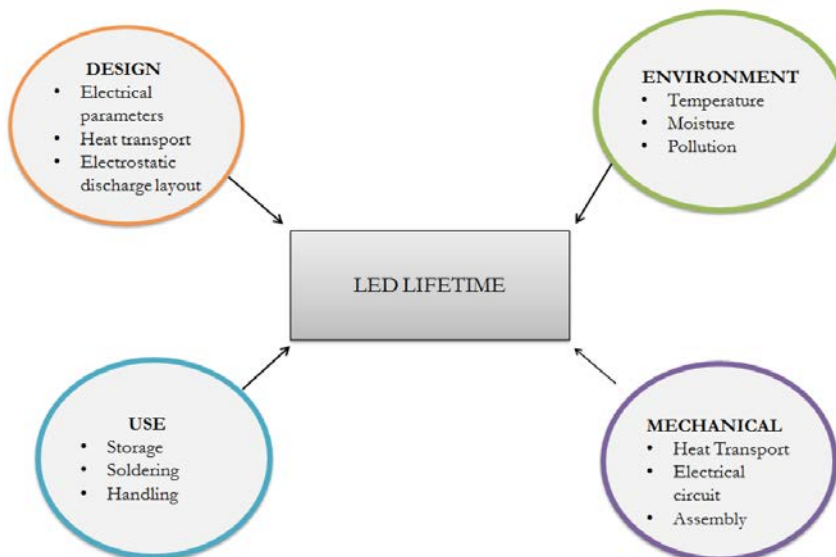 DESIGN
• Electrical
parameters
• Heat transport
• Electrostatic
discharge layout
ENVIRONMENT
• Temperature
• Moisture
• Pollution
LED LIFETIME
USE
• Storage
• Soldering
• Handling
MECHANICAL
• Heat Transport
• Electrical
circuit
• Assembly